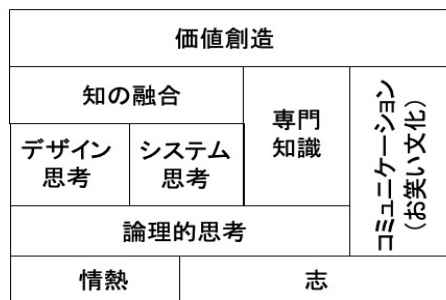 価値創造
知の融合
専門
知識
コミュニケーション
(お笑い文化)
デザイン
思考
システム
思考
論理的思考
情熱
志